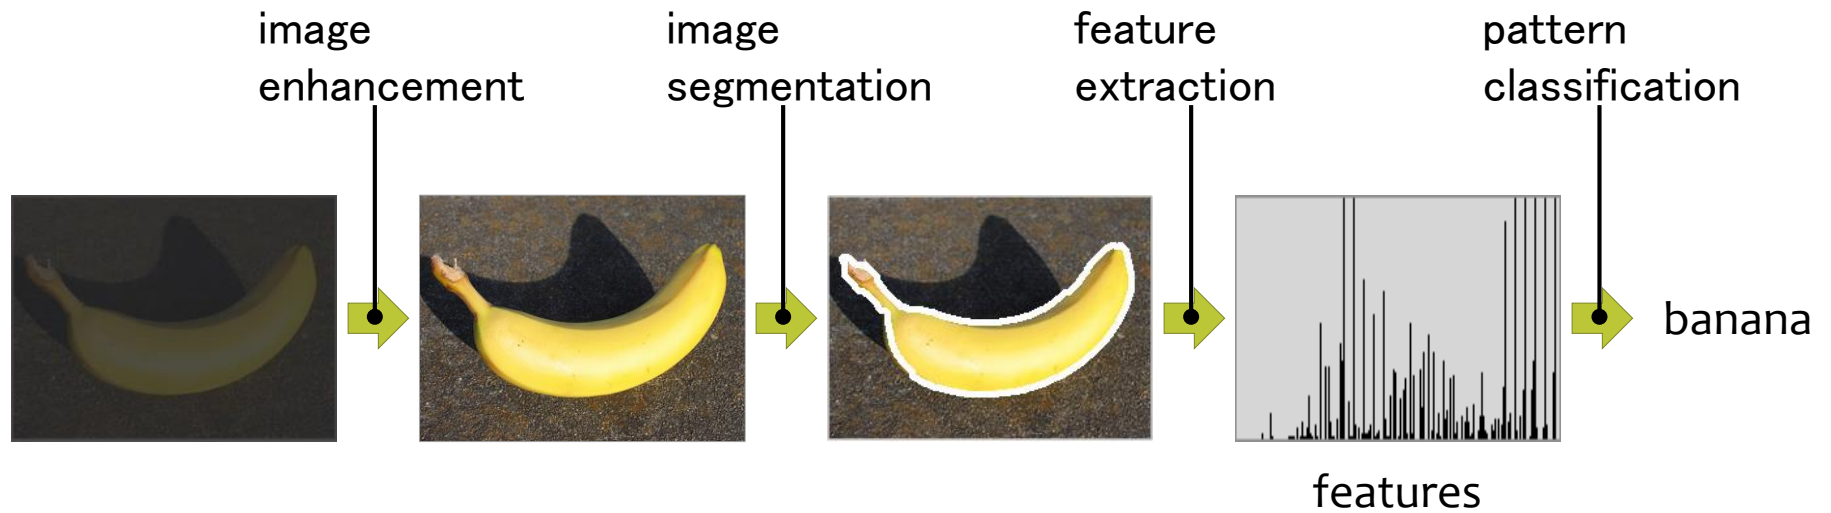 image
enhancement
image
segmentation
feature
extraction
pattern
classification
banana
features